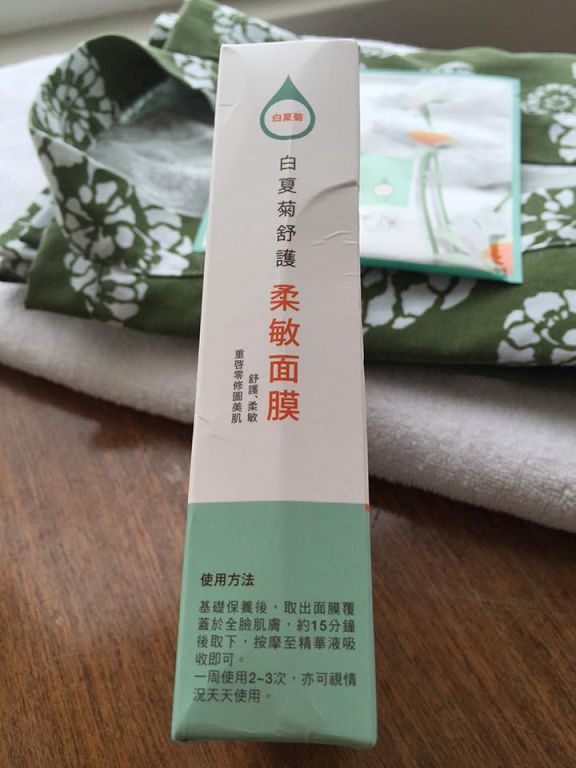 白夏菊
白夏菊舒護
柔敏面膜
舒護、柔敏
重啓零修圖美肌
使用方法
基礎保養後，取出面膜覆
蓋於全臉肌膚，約15分鐘
後取下，按摩至精華液吸
收即可。
一周使用2~3次，亦可視情
況天天使用。